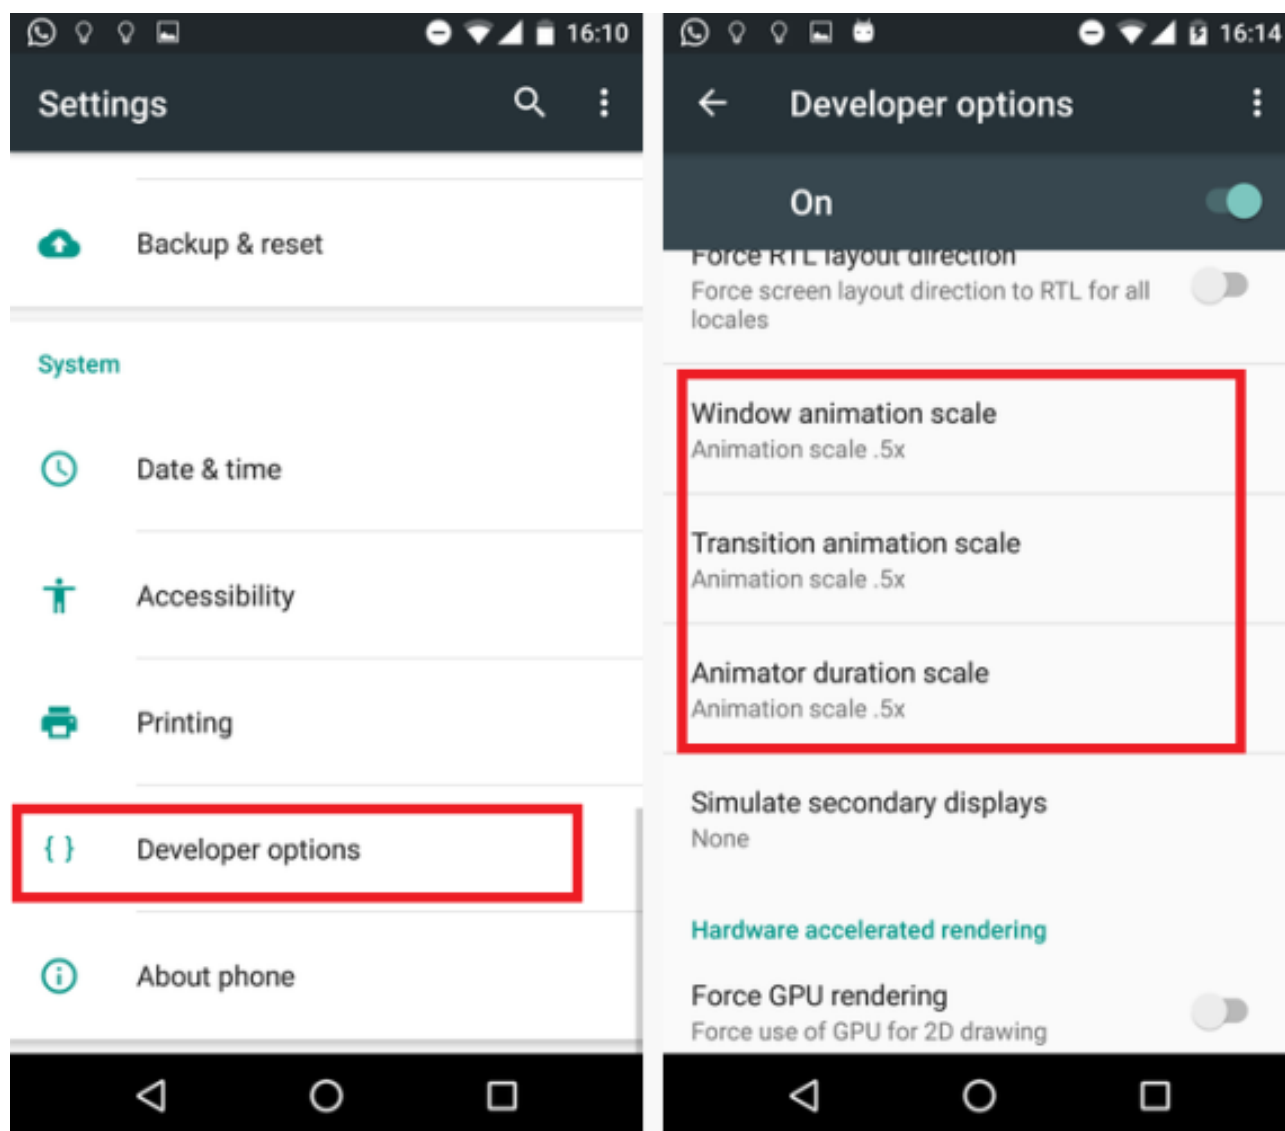 16:10
Settings
Backup & reset
System
Date & time
Accessibility
Printing
{ } Developer options
About phone
16:14
Developer options
On
Force RTL layout direction
Force screen layout direction to RTL for all
locales
Window animation scale
Animation scale .5x
Transition animation scale
Animation scale .5x
Animator duration scale
Animation scale .5x
Simulate secondary displays
None
Hardware accelerated rendering
Force GPU rendering
Force use of GPU for 2D drawing